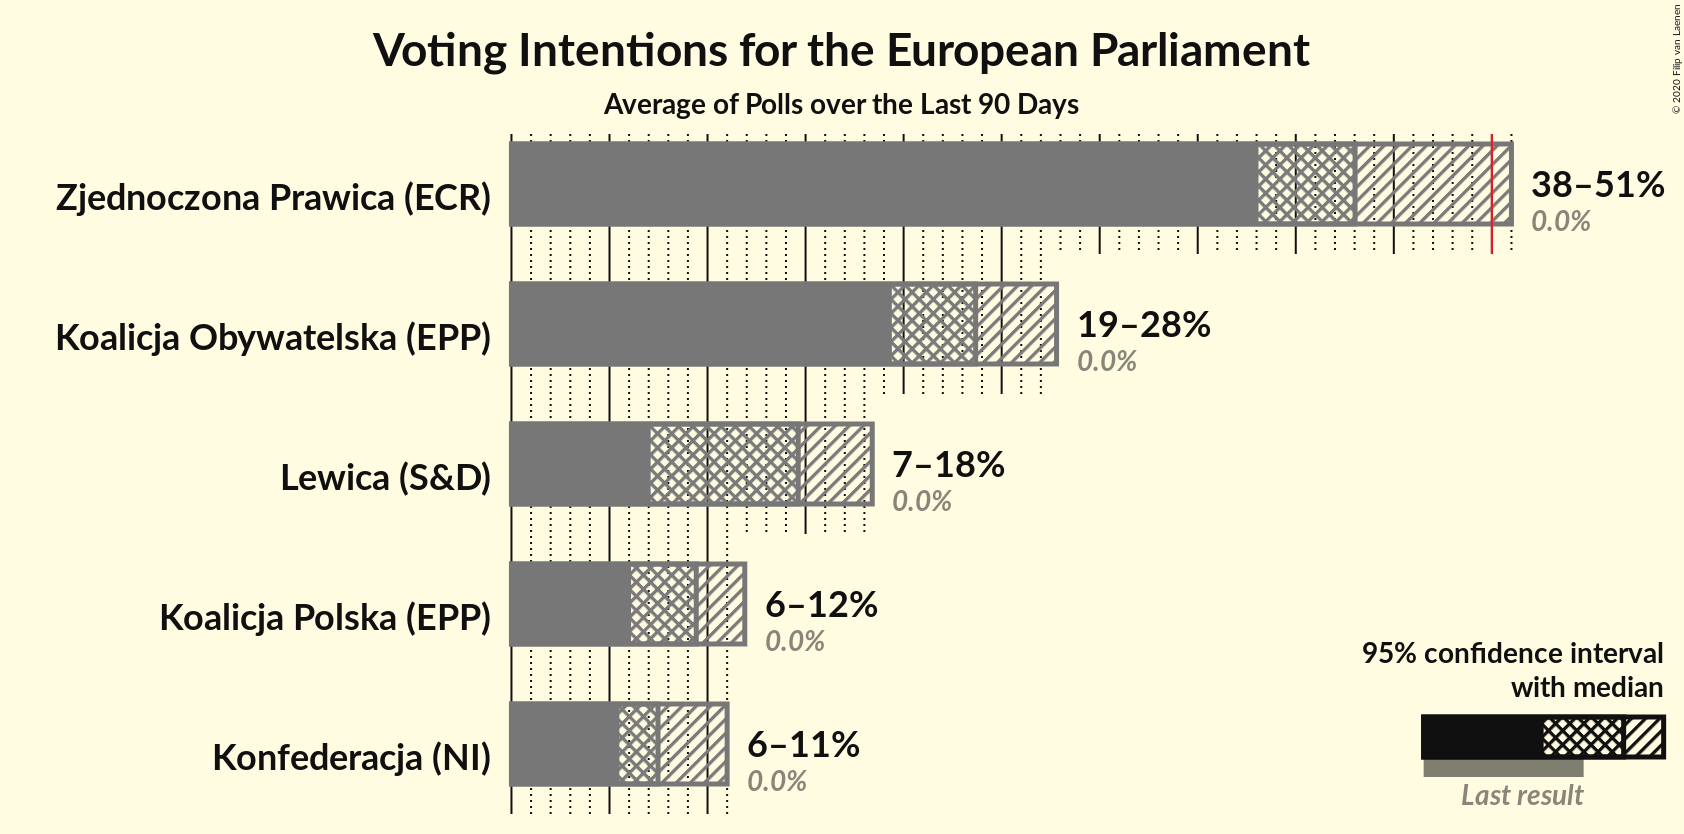 Voting Intentions for the European Parliament
Average of Polls over the Last 90 Days
© 2020 Filip van Laenen
Zjednoczona Prawica (ECR)
38–51%
0.0%
Koalicja Obywatelska (EPP)
19–28%
0.0%
Lewica (S&D)
7–18%
0.0%
Koalicja Polska (EPP)
6–12%
0.0%
Konfederacja (NI)
6–11%
0.0%
95% confidence interval
with median
Last result